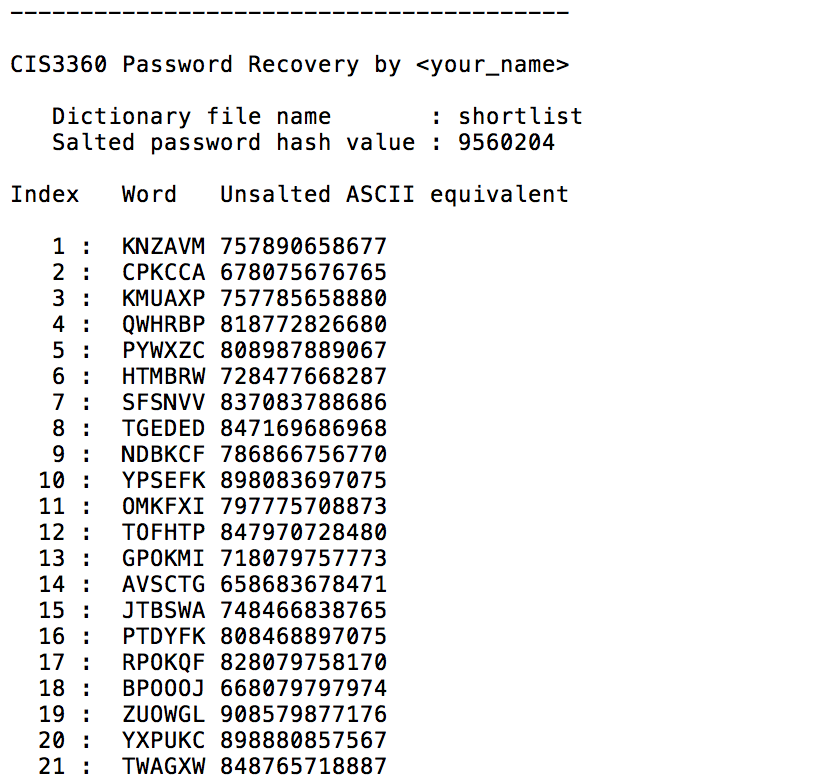 -----------------------------------------
CIS3360 Password Recovery by <your_name>
Dictionary file name       : shortlist
Salted password hash value : 9560204
Index   Word   Unsalted ASCII equivalent
1 :  KNZAVM 757890658677
2 :  CPKCCA 678075676765
3 :  KMUAXP 757785658880
4 :  QWHRBP 818772826680
5 :  PYWXZC 808987889067
6 :  HTMBRW 728477668287
7 :  SFSNVV 837083788686
8 :  TGEDED 847169686968
9 :  NDBKCF 786866756770
10 :  YPSEFK 898083697075
11 :  OMKFXI 797775708873
12 :  TOFHTP 847970728480
13 :  GPOKMI 718079757773
14 :  AVSCTG 658683678471
15 :  JTBSWA 748466838765
16 :  PTDYFK 808468897075
17 :  RPOKQF 828079758170
18 :  BPOOOJ 668079797974
19 :  ZUOWGL 908579877176
20 :  YXPUKC 898880857567
21 :  TWAGXW 848765718887